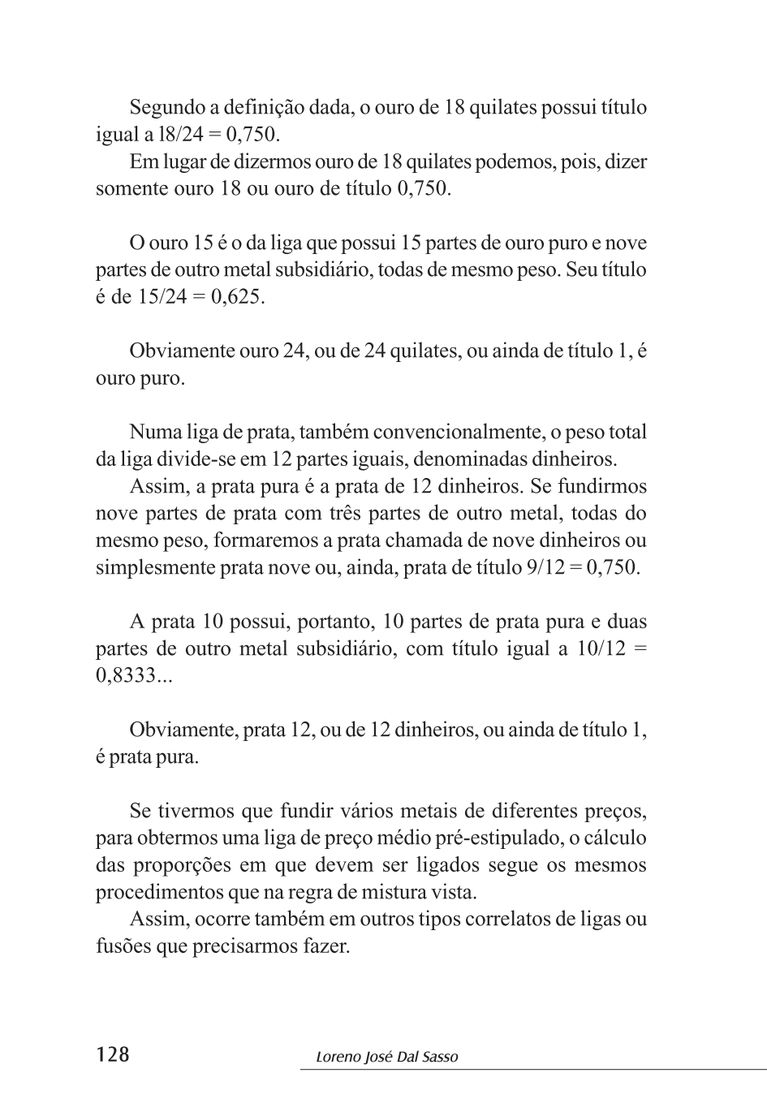 Segundo a definição dada, o ouro de 18 quilates possui título
igual a l8/24 = 0,750.
Em lugar de dizermos ouro de 18 quilates podemos, pois, dizer
somente ouro 18 ou ouro de título 0,750.
O ouro 15 é o da liga que possui 15 partes de ouro puro e nove
partes de outro metal subsidiário, todas de mesmo peso. Seu título
é de 15/24 = 0,625.
Obviamente ouro 24, ou de 24 quilates, ou ainda de título 1, é
ouro puro.
Numa liga de prata, também convencionalmente, o peso total
da liga divide-se em 12 partes iguais, denominadas dinheiros.
Assim, a prata pura é a prata de 12 dinheiros. Se fundirmos
nove partes de prata com três partes de outro metal, todas do
mesmo peso, formaremos a prata chamada de nove dinheiros ou
simplesmente prata nove ou, ainda, prata de título 9/12 = 0,750.
A prata 10 possui, portanto, 10 partes de prata pura e duas
partes de outro metal subsidiário, com título igual a 10/12 =
0,8333...
Obviamente, prata 12, ou de 12 dinheiros, ou ainda de título 1,
é prata pura.
Se tivermos que fundir vários metais de diferentes preços,
para obtermos uma liga de preço médio pré-estipulado, o cálculo
das proporções em que devem ser ligados segue os mesmos
procedimentos que na regra de mistura vista.
Assim, ocorre também em outros tipos correlatos de ligas ou
fusões que precisarmos fazer.
128 Loreno José Dal Sasso